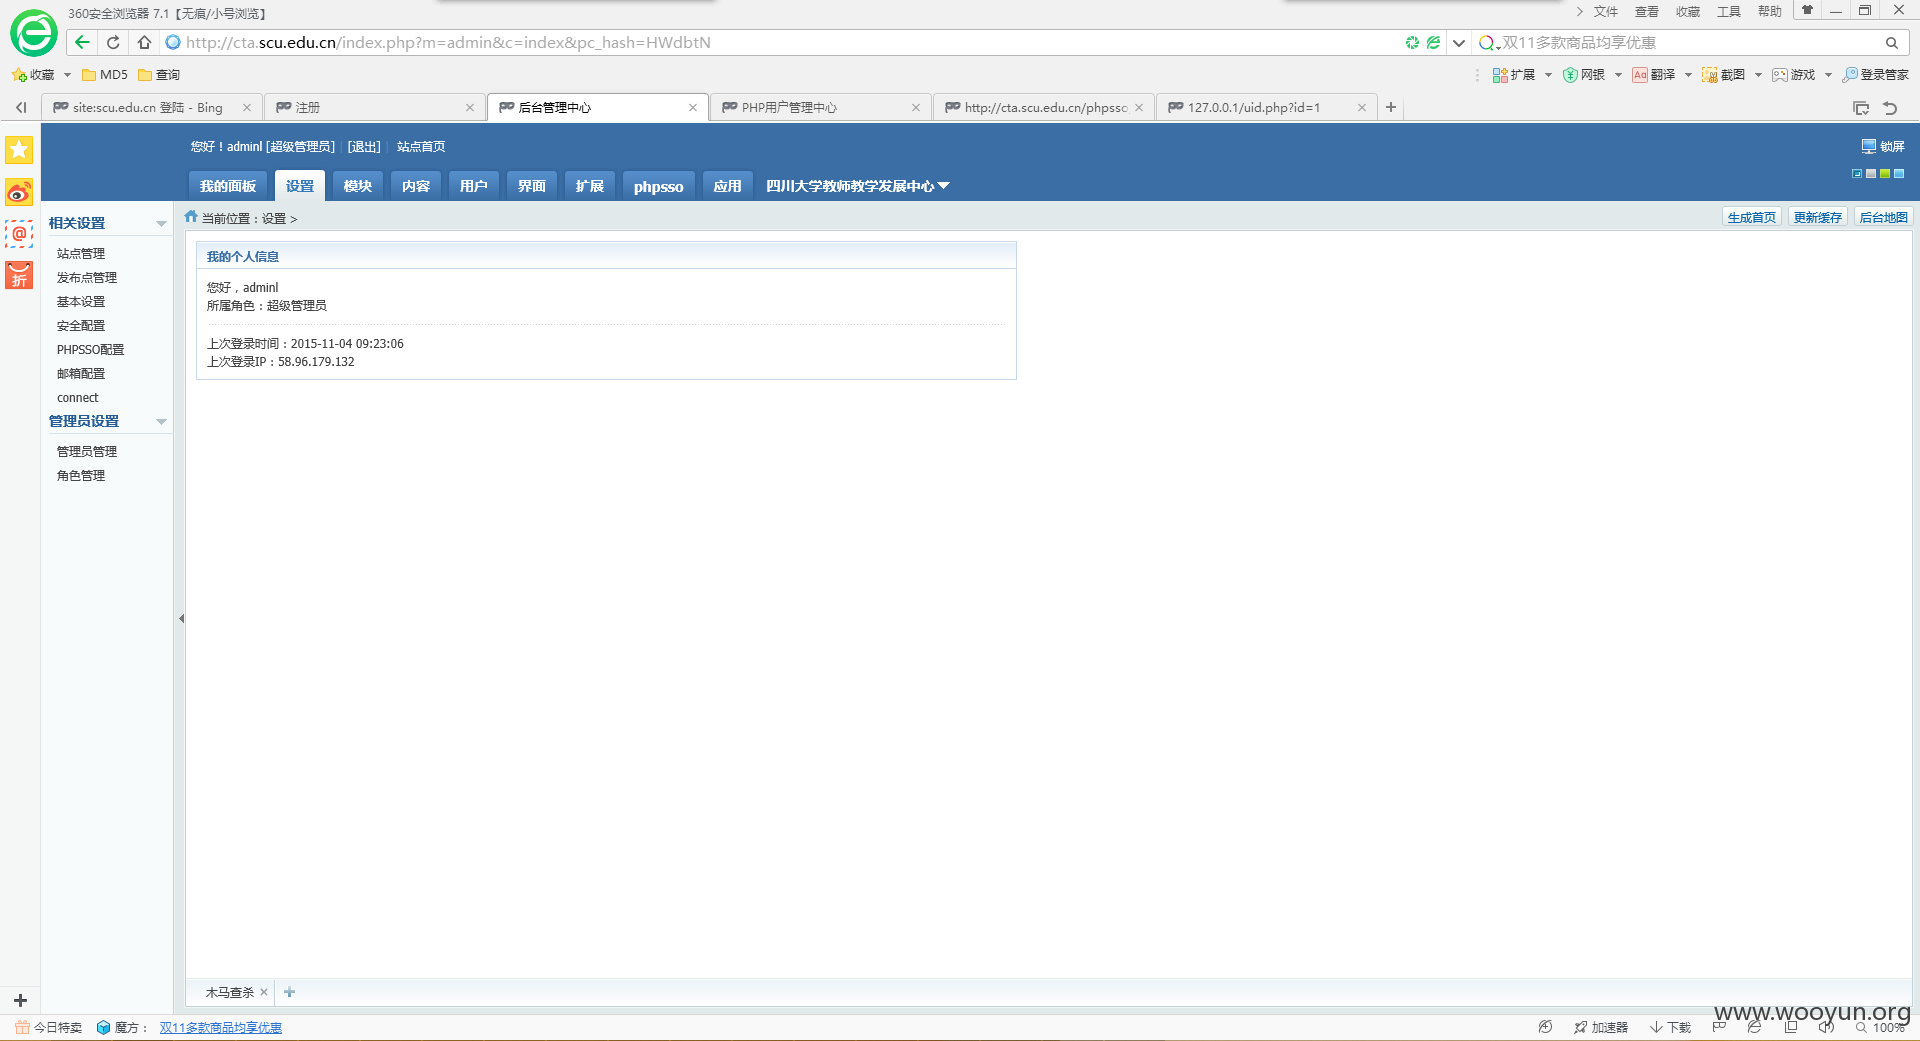 360安全浏览器 7.1【无痕/小号浏览】
文件 查看 收藏 工具 帮助
http://cta.scu.edu.cn/index.php?m=admin&c=index&pc_hash=HWdbtN
双11多款商品均享优惠
收藏 MD5 查询
扩展 网银 翻译 截图 游戏 登录管家
site:scu.edu.cn 登陆 - Bing
注册
后台管理中心
PHP用户管理中心
http://cta.scu.edu.cn/phpssc
127.0.0.1/uid.php?id=1
您好！adminl [超级管理员] [退出] 站点首页
锁屏
我的面板 设置 模块 内容 用户 界面 扩展 phpsso 应用 四川大学教师教学发展中心
相关设置
当前位置：设置 >
生成首页 更新缓存 后台地图
站点管理
发布点管理
基本设置
安全配置
PHPSSO配置
邮箱配置
connect
管理员设置
管理员管理
角色管理
折
我的个人信息
您好，adminl
所属角色：超级管理员
上次登录时间：2015-11-04 09:23:06
上次登录IP：58.96.179.132
木马查杀
www.wooyun.org
今日特卖 魔方： 双11多款商品均享优惠
加速器 下载 100%